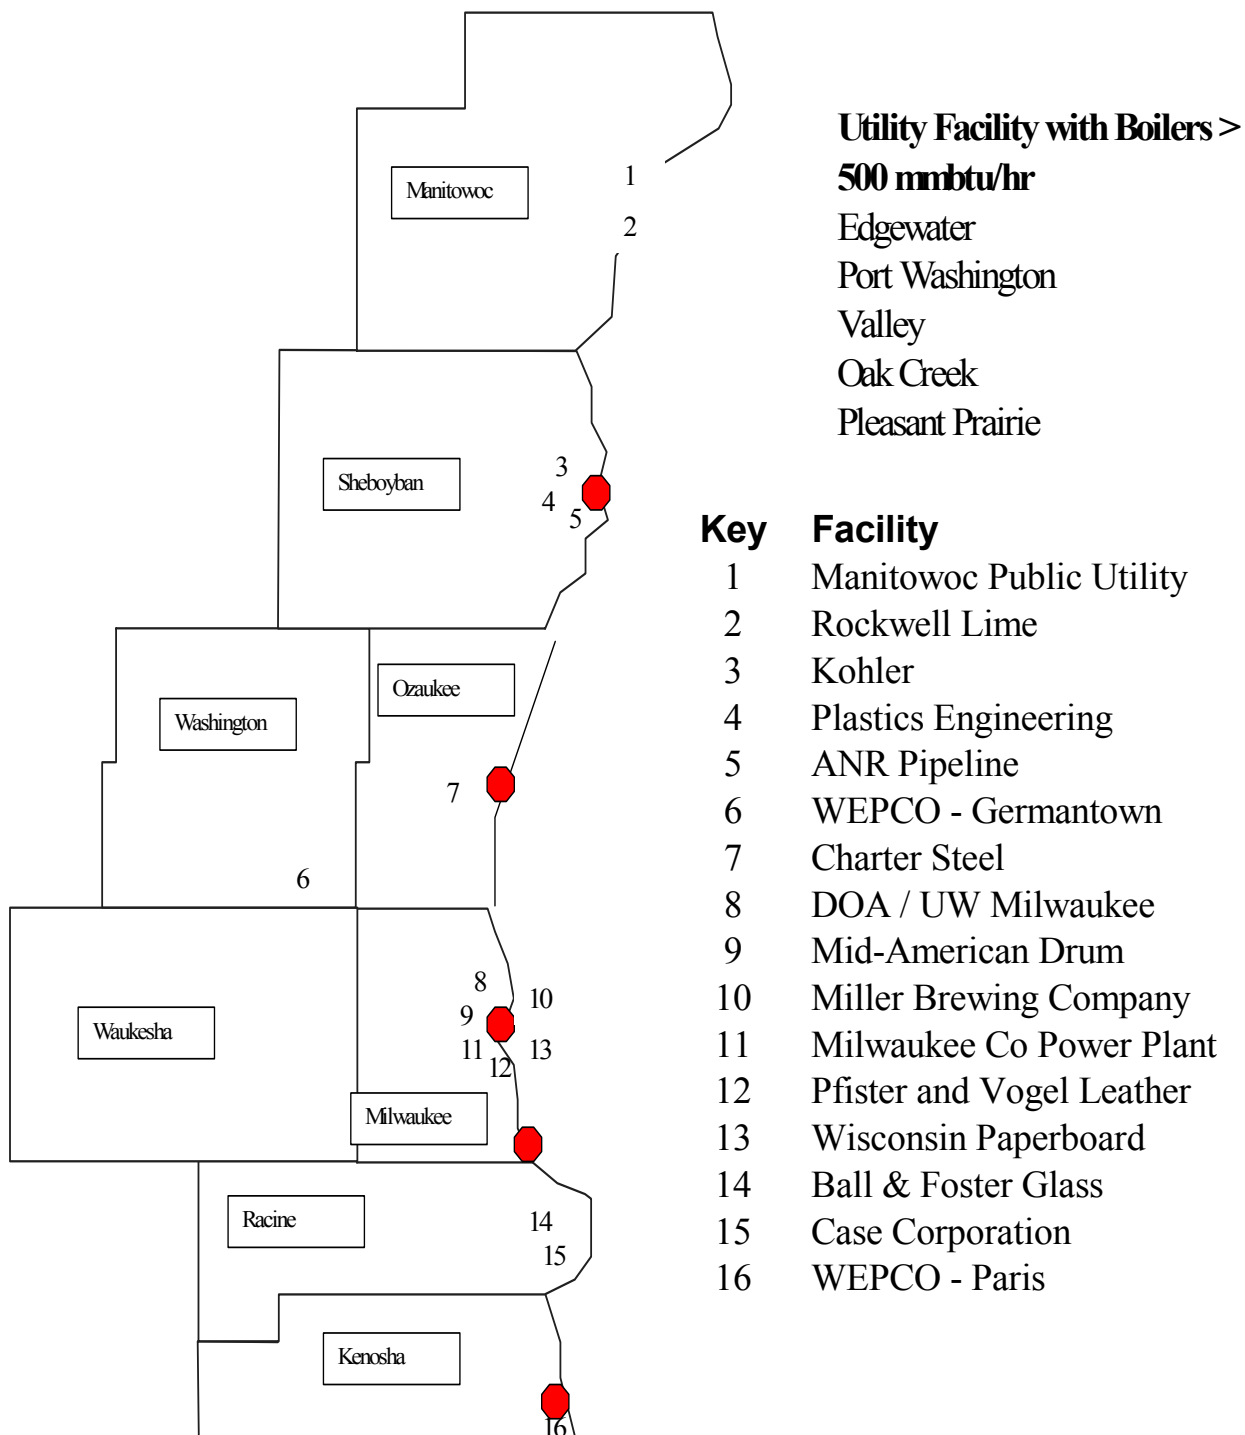 Utility Facility with Boilers >
500 mmbtu/hr
Edgewater
Port Washington
Valley
Oak Creek
Pleasant Prairie
Manitowoc
1
2
Sheboyban
3
4
5
Washington
Ozaukee
7
6
Waukesha
8
9
10
11
12
13
Milwaukee
Racine
14
15
Kenosha
16
Key Facility
1 Manitowoc Public Utility
2 Rockwell Lime
3 Kohler
4 Plastics Engineering
5 ANR Pipeline
6 WEPCO - Germantown
7 Charter Steel
8 DOA / UW Milwaukee
9 Mid-American Drum
10 Miller Brewing Company
11 Milwaukee Co Power Plant
12 Pfister and Vogel Leather
13 Wisconsin Paperboard
14 Ball & Foster Glass
15 Case Corporation
16 WEPCO - Paris